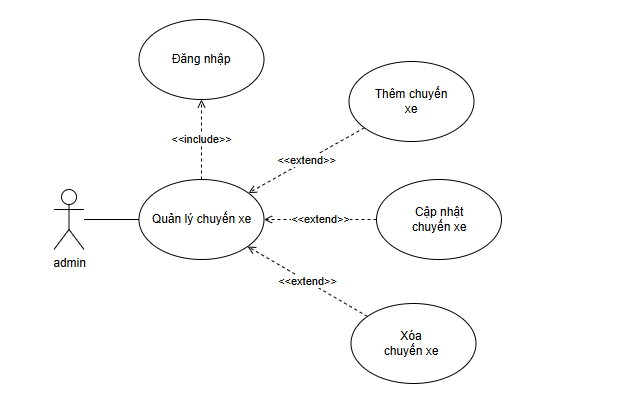 Đăng nhập
Thêm chuyến
xe
<<include>>
<<extend>>
Quản lý chuyến xe
<<extend>>
Cập nhật
chuyến xe
admin
<<extend>>
Xóa
chuyến xe